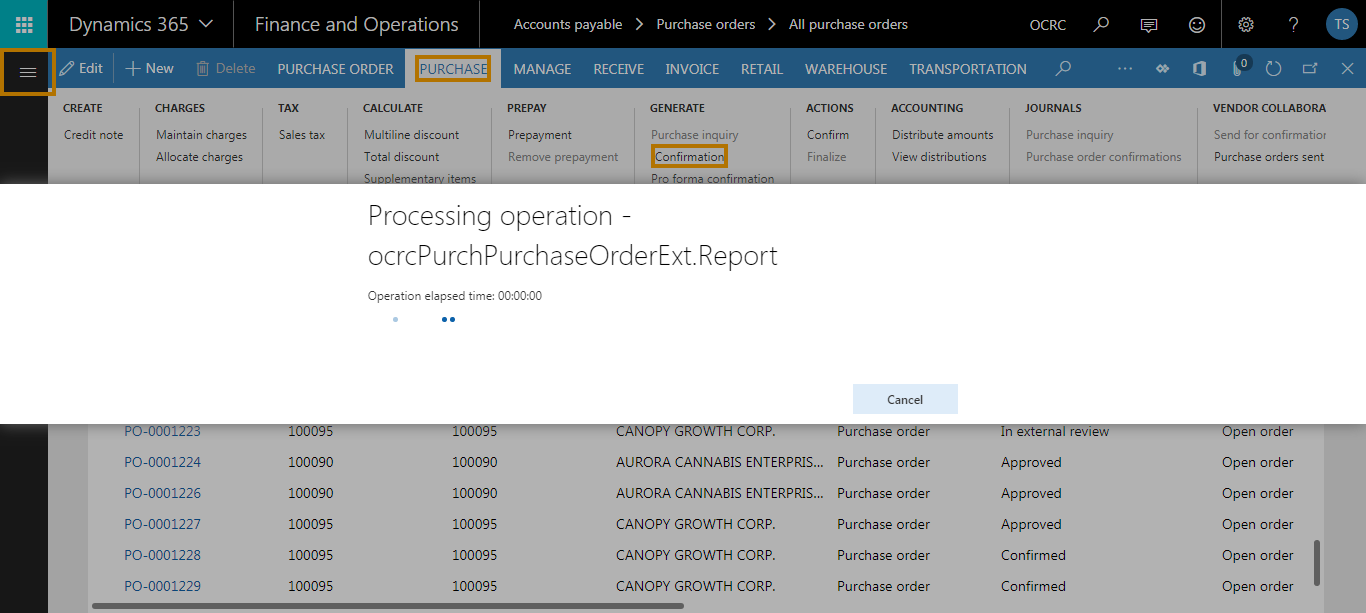 Dynamics 365 Finance and Operations Accounts payable Purchase orders All purchase orders OCRC ? TS
Edit New Delete PURCHASE ORDER PURCHASE MANAGE RECEIVE INVOICE RETAIL WAREHOUSE TRANSPORTATION ... 0
CREATE CHARGES TAX CALCULATE PREPAY GENERATE ACTIONS ACCOUNTING JOURNALS VENDOR COLLABORA
Credit note Maintain charges Sales tax Multiline discount Prepayment Purchase inquiry Confirm Distribute amounts Purchase inquiry Send for confirmation
Allocate charges Total discount Remove prepayment Confirmation Finalize View distributions Purchase order confirmations Purchase orders sent
Supplementary items Pro forma confirmation
Processing operation -
ocrcPurchPurchaseOrderExt.Report
Operation elapsed time: 00:00:00
Cancel
PO-0001223 100095 100095 CANOPY GROWTH CORP. Purchase order In external review Open order
PO-0001224 100090 100090 AURORA CANNABIS ENTERPRIS... Purchase order Approved Open order
PO-0001226 100090 100090 AURORA CANNABIS ENTERPRIS... Purchase order Approved Open order
PO-0001227 100095 100095 CANOPY GROWTH CORP. Purchase order Approved Open order
PO-0001228 100095 100095 CANOPY GROWTH CORP. Purchase order Confirmed Open order
PO-0001229 100095 100095 CANOPY GROWTH CORP. Purchase order Confirmed Open order